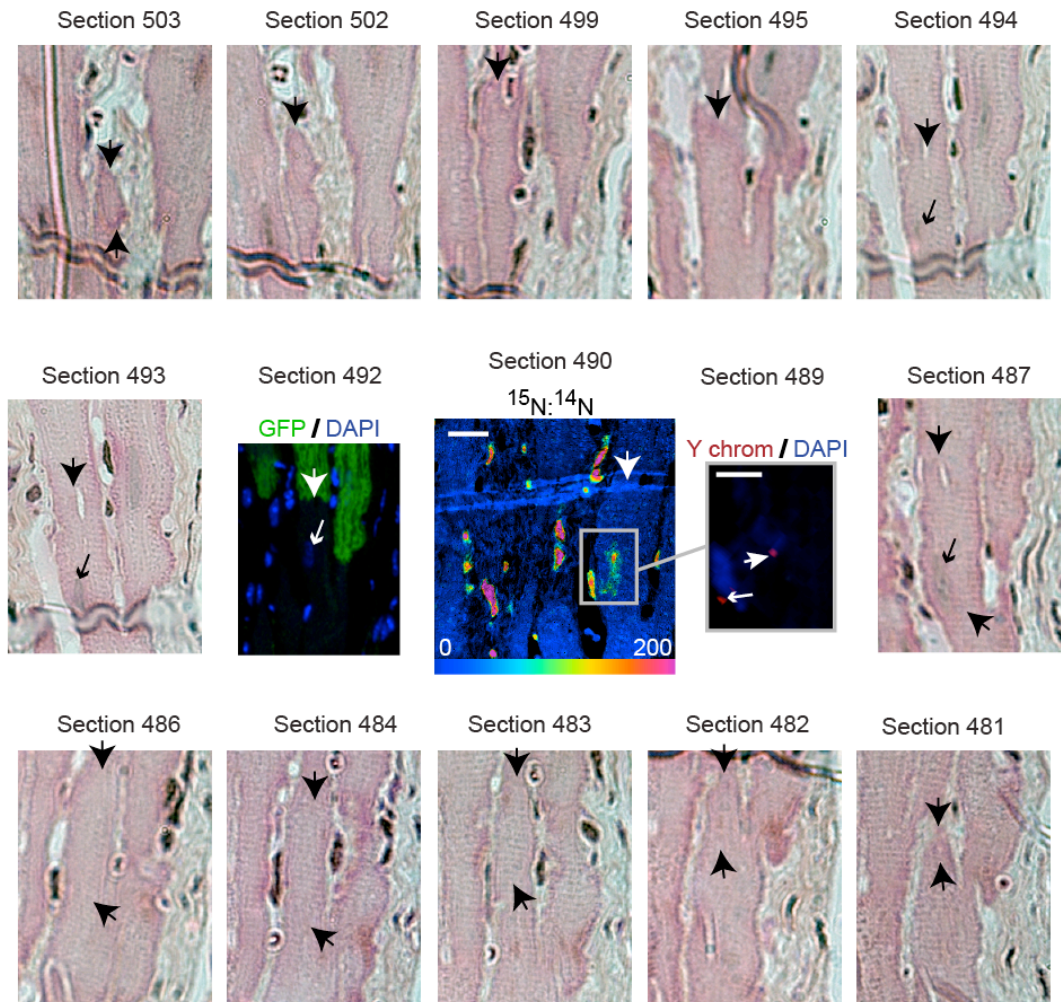 Section 503
Section 502
Section 499
Section 495
Section 494
Section 493
Section 492
GFP / DAPI
Section 490
¹⁵N:¹⁴N
0
200
Section 489
Y chrom / DAPI
Section 487
Section 486
Section 484
Section 483
Section 482
Section 481